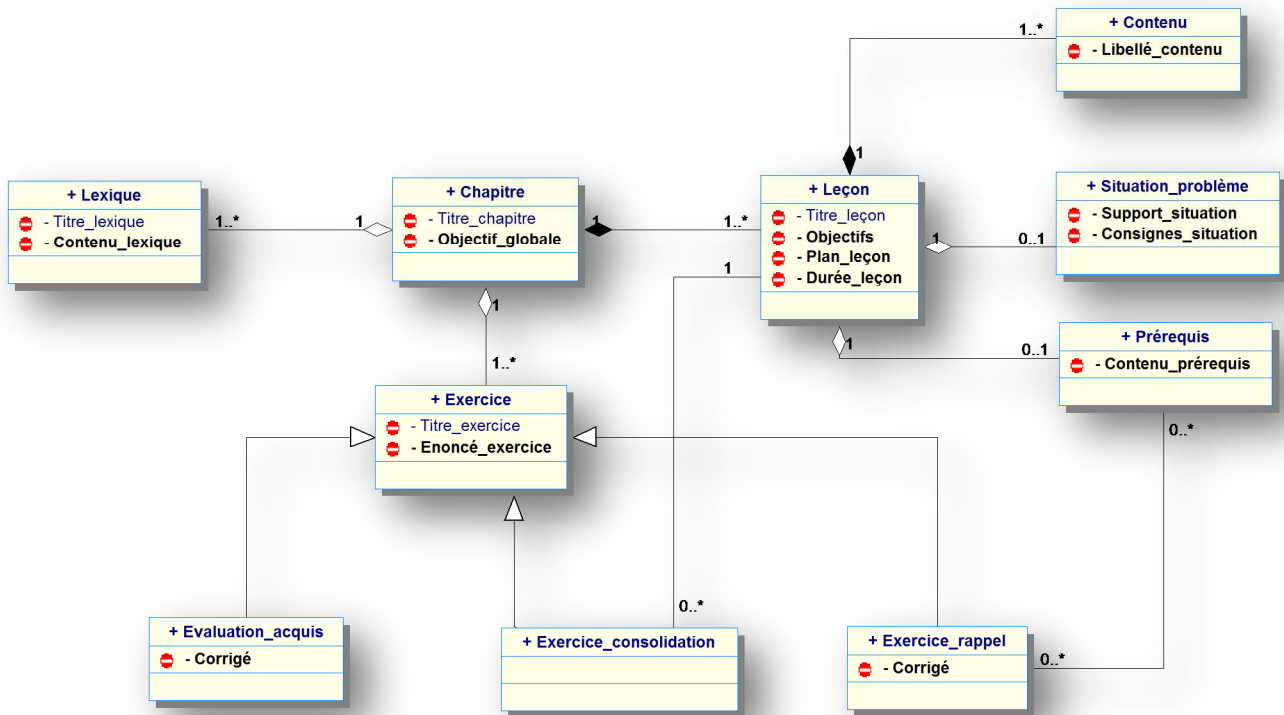 + Contenu
- Libellé_contenu
1..*
1
+ Lexique
- Titre_lexique
- Contenu_lexique
1..*
1
+ Chapitre
- Titre_chapitre
- Objectif_globale
1
1..*
+ Leçon
- Titre_leçon
- Objectifs
- Plan_leçon
- Durée_leçon
1
0..1
+ Situation_problème
- Support_situation
- Consignes_situation
1
1
0..1
+ Prérequis
- Contenu_prérequis
1
1..*
+ Exercice
- Titre_exercice
- Enoncé_exercice
0..*
+ Evaluation_acquis
- Corrigé
0..*
+ Exercice_consolidation
+ Exercice_rappel
- Corrigé
0..*